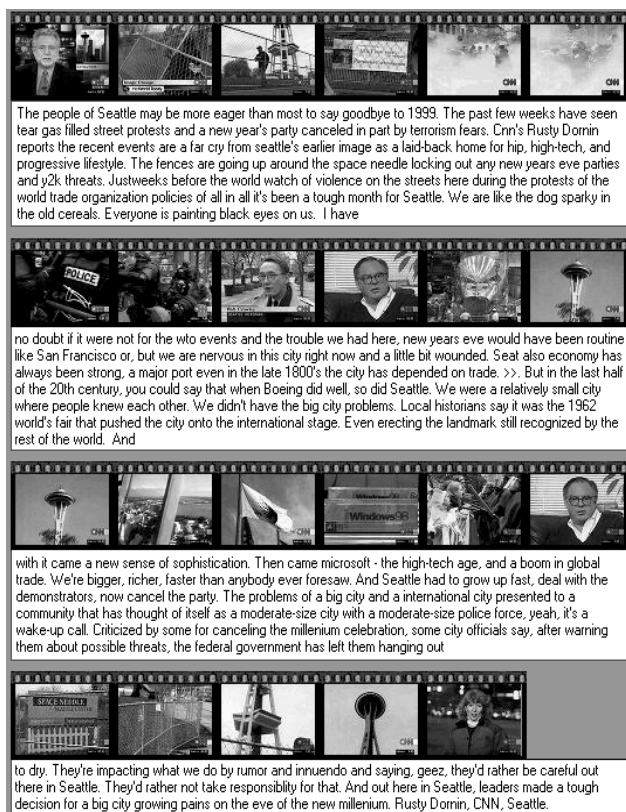 The people of Seattle may be more eager than most to say goodbye to 1999. The past few weeks have seen
tear gas filled street protests and a new year's party canceled in part by terrorism fears. Cnn's Rusty Dornin
reports the recent events are a far cry from seattle's earlier image as a laid-back home for hip, high-tech, and
progressive lifestyle. The fences are going up around the space needle locking out any new years eve parties
and y2k threats. Justweeks before the world watch of violence on the streets here during the protests of the
world trade organization policies of all in all it's been a tough month for Seattle. We are like the dog sparky in
the old cereals. Everyone is painting black eyes on us. I have
POLICE
no doubt if it were not for the wto events and the trouble we had here, new years eve would have been routine
like San Francisco or, but we are nervous in this city right now and a little bit wounded. Seat also economy has
always been strong, a major port even in the late 1800's the city has depended on trade. >>. But in the last half
of the 20th century, you could say that when Boeing did well, so did Seattle. We were a relatively small city
where people knew each other. We didn't have the big city problems. Local historians say it was the 1962
world's fair that pushed the city onto the international stage. Even erecting the landmark still recognized by the
rest of the world. And
Windows98
with it came a new sense of sophistication. Then came microsoft - the high-tech age, and a boom in global
trade. We're bigger, richer, faster than anybody ever foresaw. And Seattle had to grow up fast, deal with the
demonstrators, now cancel the party. The problems of a big city and a international city presented to a
community that has thought of itself as a moderate-size city with a moderate-size police force, yeah, it's a
wake-up call. Criticized by some for canceling the millenium celebration, some city officials say, after warning
them about possible threats, the federal government has left them hanging out
SPACE NEEDLE
to dry. They're impacting what we do by rumor and innuendo and saying, geez, they'd rather be careful out
there in Seattle. They'd rather not take responsiblity for that. And out here in Seattle, leaders made a tough
decision for a big city growing pains on the eve of the new millenium. Rusty Dornin, CNN, Seattle.